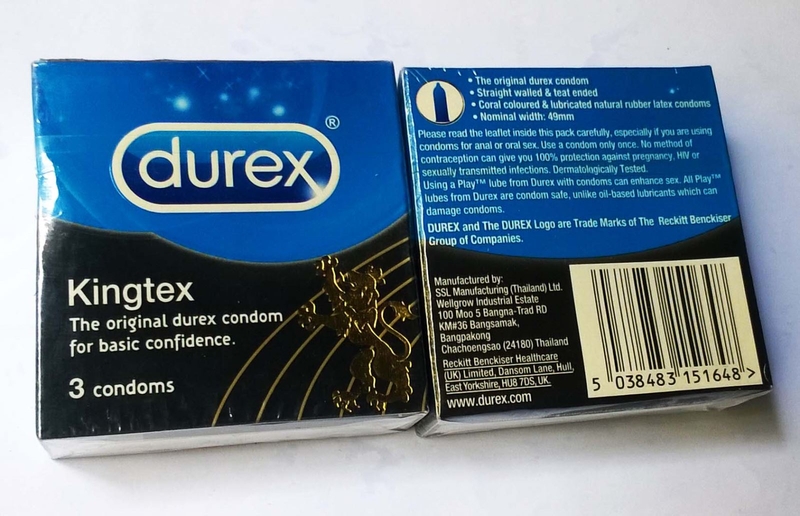 durex®
Kingtex
The original durex condom
for basic confidence.
3 condoms
• The original durex condom
• Straight walled & teat ended
• Coral coloured & lubricated natural rubber latex condoms
• Nominal width: 49mm
Please read the leaflet inside this pack carefully, especially if you are using
condoms for anal or oral sex. Use a condom only once. No method of
contraception can give you 100% protection against pregnancy, HIV or
sexually transmitted infections. Dermatologically Tested.
Using a Play™ lube from Durex with condoms can enhance sex. All Play™
lubes from Durex are condom safe, unlike oil-based lubricants which can
damage condoms.
DUREX and The DUREX Logo are Trade Marks of The Reckitt Benckiser
Group of Companies.
Manufactured by:
SSL Manufacturing (Thailand) Ltd.
Wellgrow Industrial Estate
100 Moo 5 Bangna-Trad RD
KM#36 Bangsamak,
Bangpakong
Chachoengsao (24180) Thailand
Reckitt Benckiser Healthcare
(UK) Limited, Dansom Lane, Hull,
East Yorkshire, HU8 7DS, UK.
www.durex.com
5 038483 151648 >